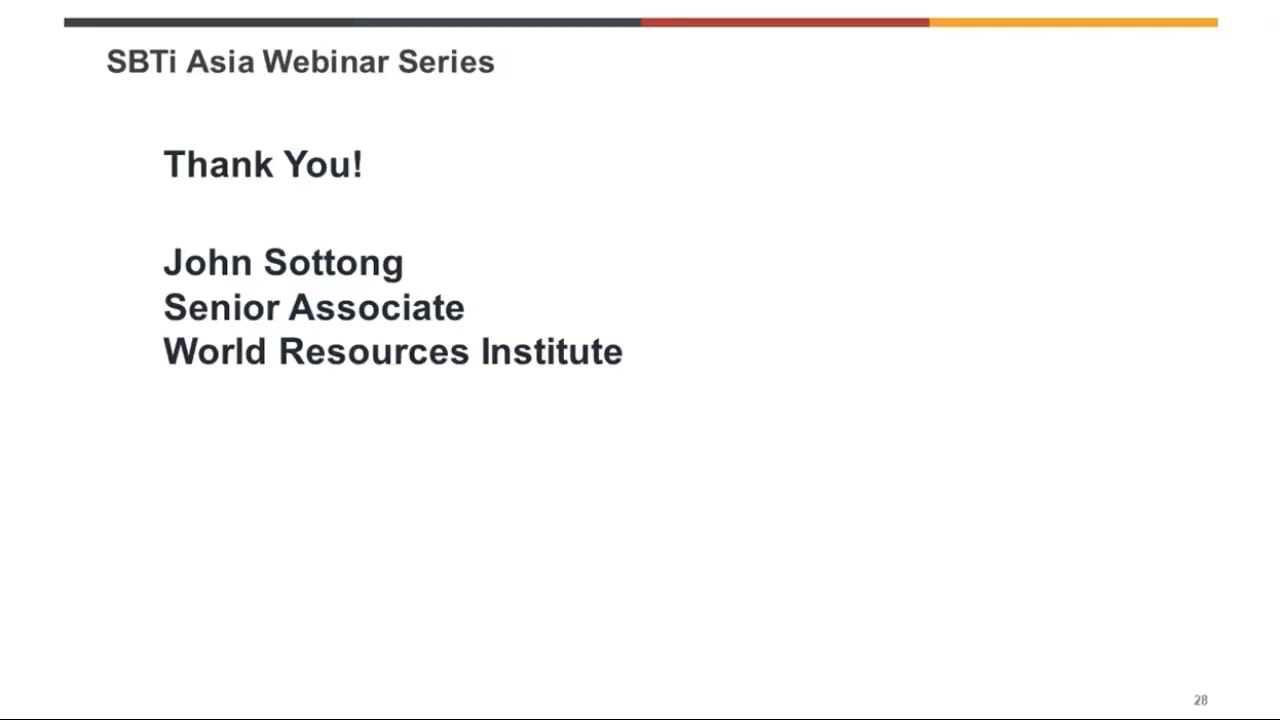 SBTi Asia Webinar Series
Thank You!
John Sottong
Senior Associate
World Resources Institute
28